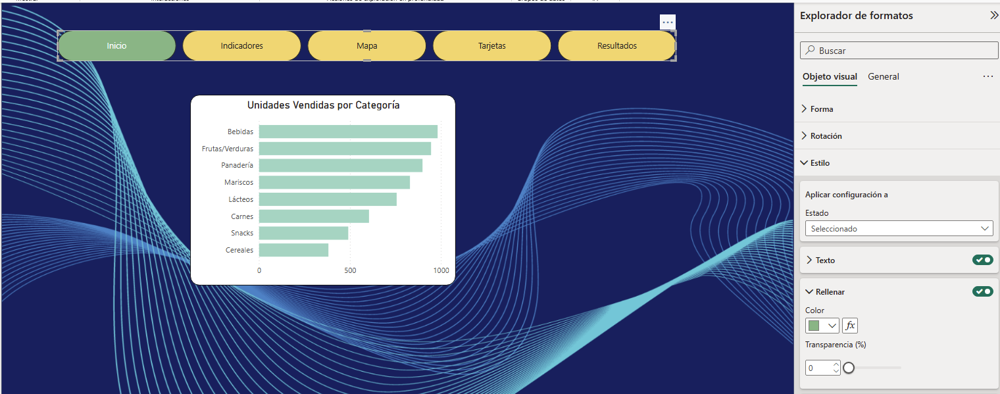 Explorador de formatos
Buscar
Objeto visual General
Forma
Rotación
Estilo
Aplicar configuración a
Estado
Seleccionado
Texto
Rellenar
Color
fx
Transparencia (%)
0
Inicio Indicadores Mapa Tarjetas Resultados
Unidades Vendidas por Categoría
Bebidas
Frutas/Verduras
Panadería
Mariscos
Lácteos
Carnes
Snacks
Cereales
0 500 1000